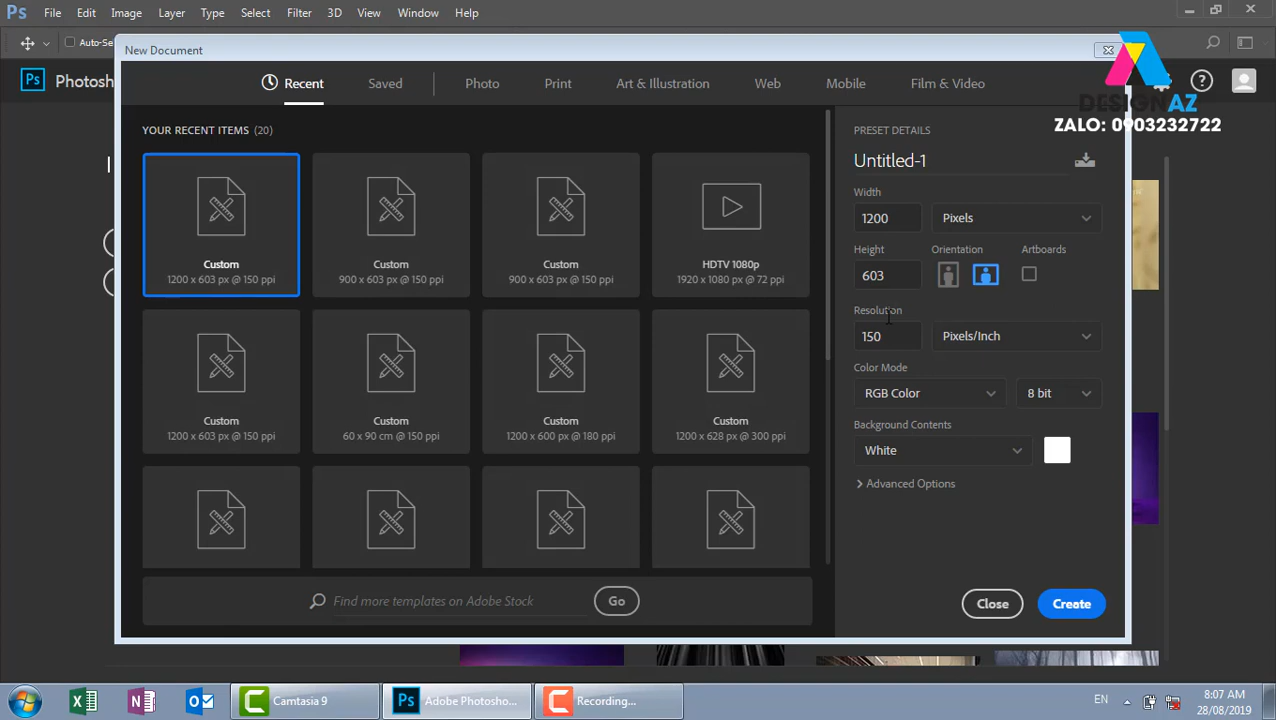 Ps File Edit Image Layer Type Select Filter 3D View Window Help
Auto-Se
New Document
Ps Photosh
Recent Saved Photo Print Art & Illustration Web Mobile Film & Video
DESIGNAZ
ZALO: 0903232722
YOUR RECENT ITEMS (20)
Custom
1200 x 603 px @ 150 ppi
Custom
900 x 603 px @ 150 ppi
Custom
900 x 603 px @ 150 ppi
HDTV 1080p
1920 x 1080 px @ 72 ppi
Custom
1200 x 603 px @ 150 ppi
Custom
60 x 90 cm @ 150 ppi
Custom
1200 x 600 px @ 180 ppi
Custom
1200 x 628 px @ 300 ppi
Find more templates on Adobe Stock Go
PRESET DETAILS
Untitled-1
Width
1200 Pixels
Height Orientation Artboards
603
Resolution
150 Pixels/Inch
Color Mode
RGB Color 8 bit
Background Contents
White
Advanced Options
Close Create
Camtasia 9 Ps Adobe Photosho... Recording... EN 8:07 AM
28/08/2019